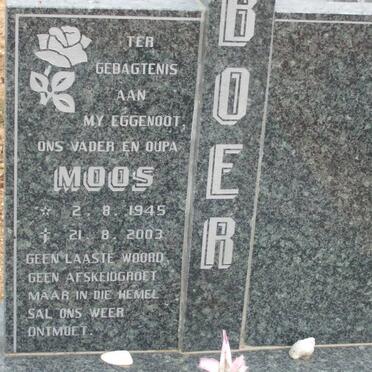 TER
GEDAGTENIS
AAN
MY EGGENOOT,
ONS VADER EN OUPA
MOOS
☆ 2. 8. 1945
† 21. 8. 2003
GEEN LAASTE WOORD,
GEEN AFSKEIDGROET
MAAR IN DIE HEMEL
SAL ONS WEER
ONTMOET.
BOER